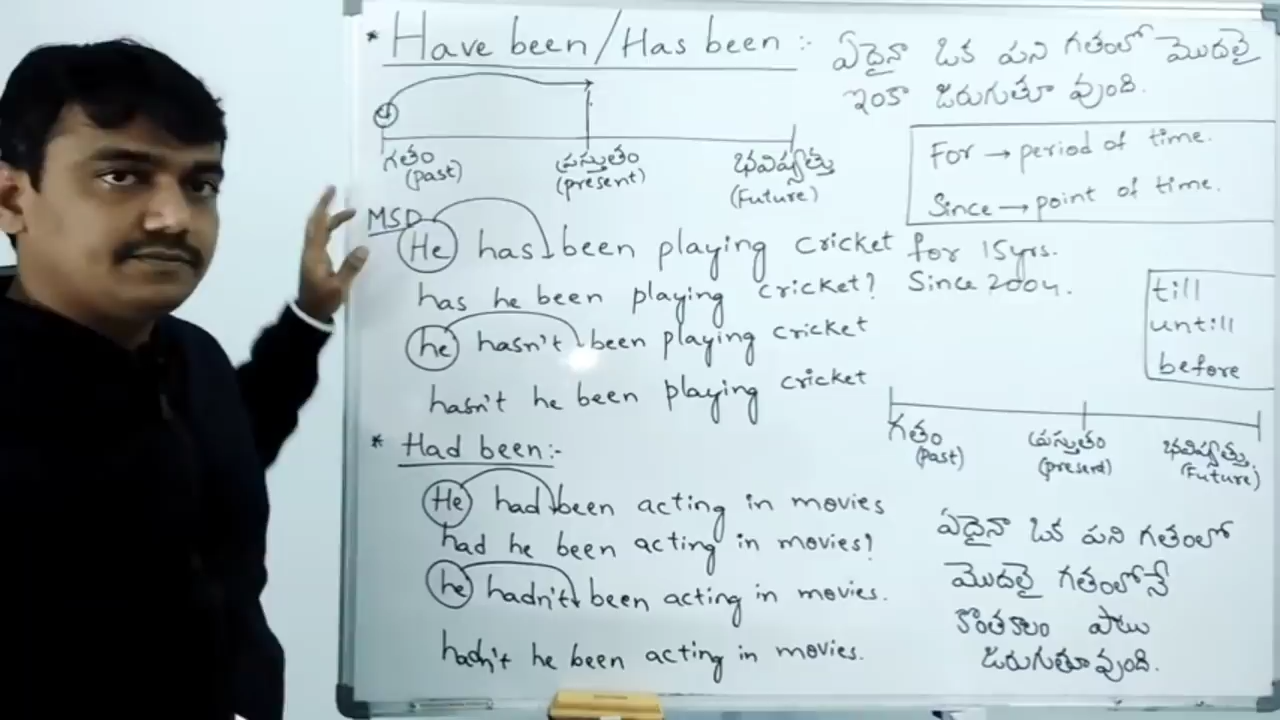 * Have been / Has been :-
ఏదైనా ఒక పని గతంలో మొదలై
ఇంకా జరుగుతూ వుంది.
గతం
(past)
ప్రస్తుతం
(present)
భవిష్యత్తు
(Future)
For → period of time.
Since → point of time.
MSD
He has been playing cricket for 15yrs.
Since 2004.
has he been playing cricket?
he hasn't been playing cricket
hasn't he been playing cricket
till
until
before
గతం
(past)
ప్రస్తుతం
(present)
భవిష్యత్తు
(Future)
* Had been:-
He had been acting in movies
had he been acting in movies?
he hadn't been acting in movies.
hadn't he been acting in movies.
ఏదైనా ఒక పని గతంలో
మొదలై గతంలోనే
కొంతకాలం పాటు
జరుగుతూవుంది.